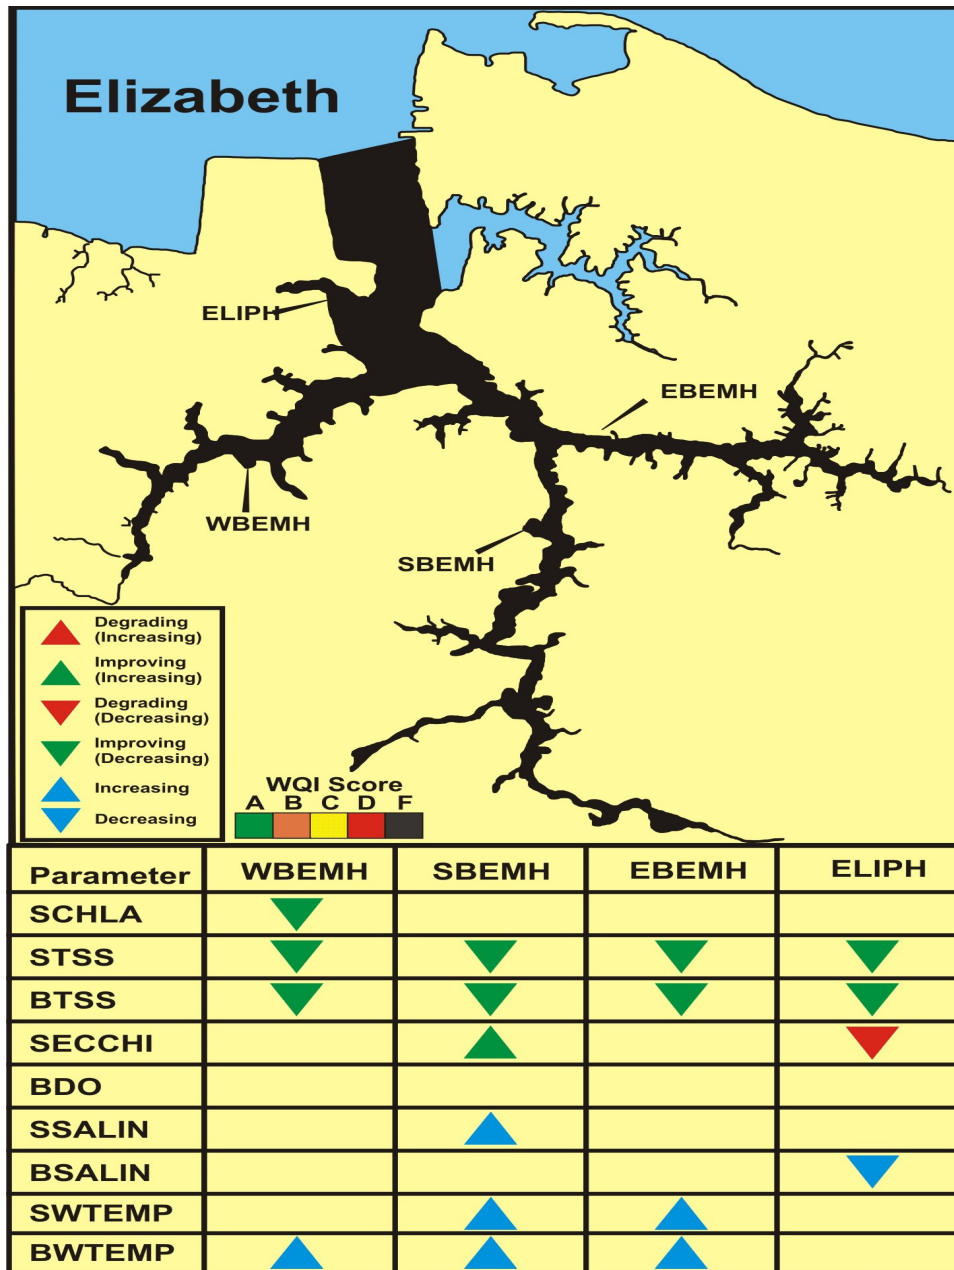 Elizabeth
ELIPH
EBEMH
WBEMH
SBEMH
Degrading
(Increasing)
Improving
(Increasing)
Degrading
(Decreasing)
Improving
(Decreasing)
Increasing
Decreasing
WQI Score
A B C D F
Parameter WBEMH SBEMH EBEMH ELIPH
SCHLA
STSS
BTSS
SECCHI
BDO
SSALIN
BSALIN
SWTEMP
BWTEMP